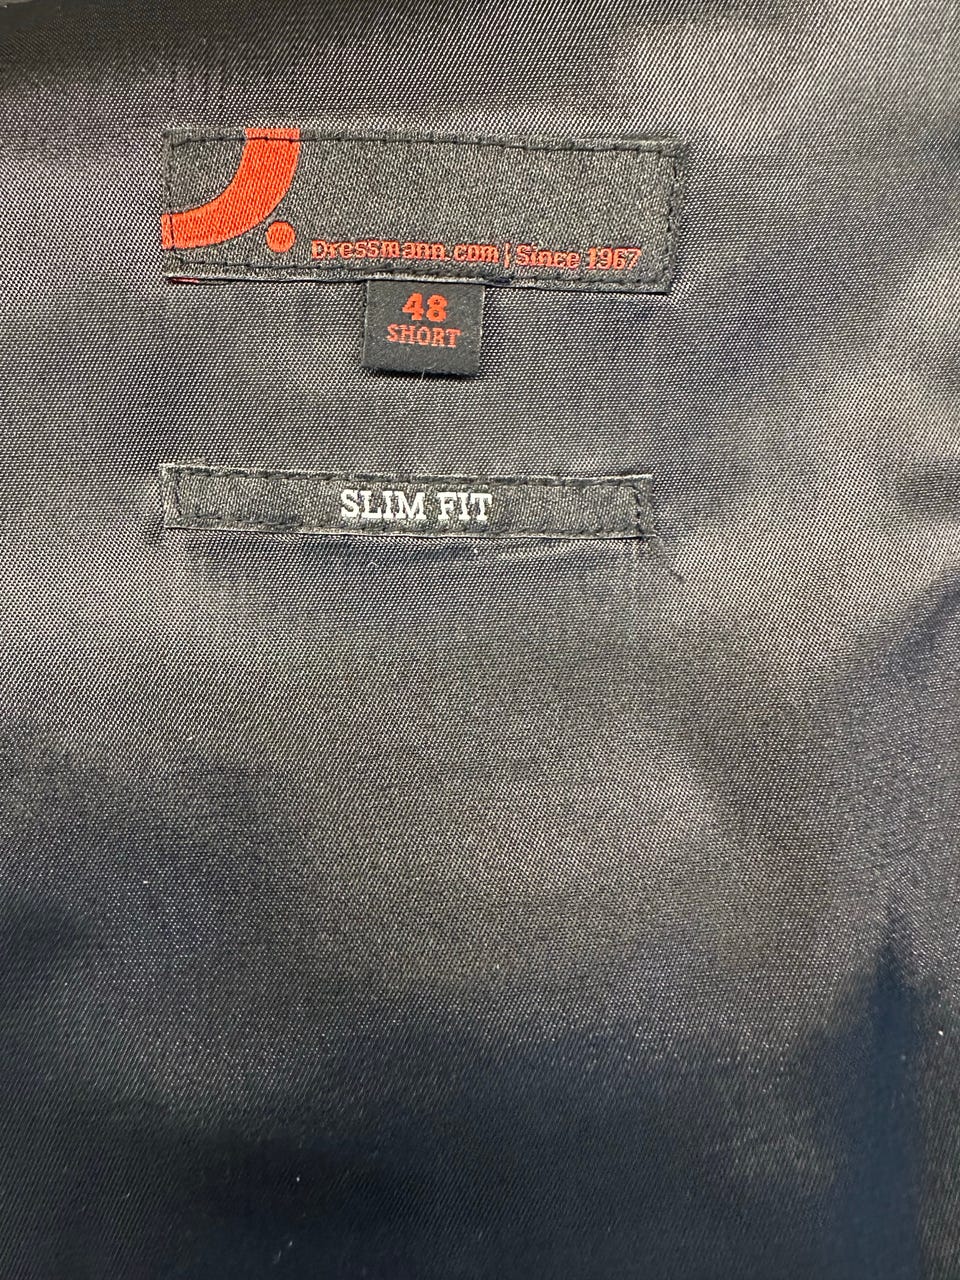 Dressmann.com | Since 1967
48
SHORT
SLIM FIT